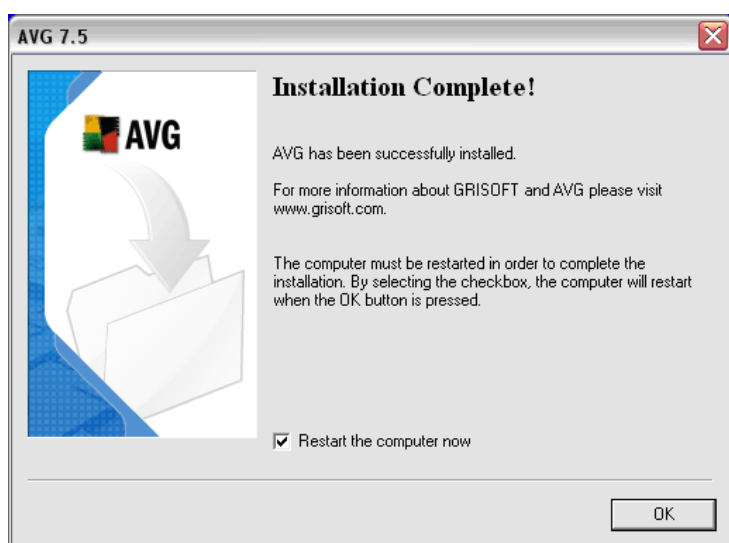 AVG 7.5
AVG
Installation Complete!
AVG has been successfully installed.
For more information about GRISOFT and AVG please visit
www.grisoft.com.
The computer must be restarted in order to complete the
installation. By selecting the checkbox, the computer will restart
when the OK button is pressed.
Restart the computer now
OK